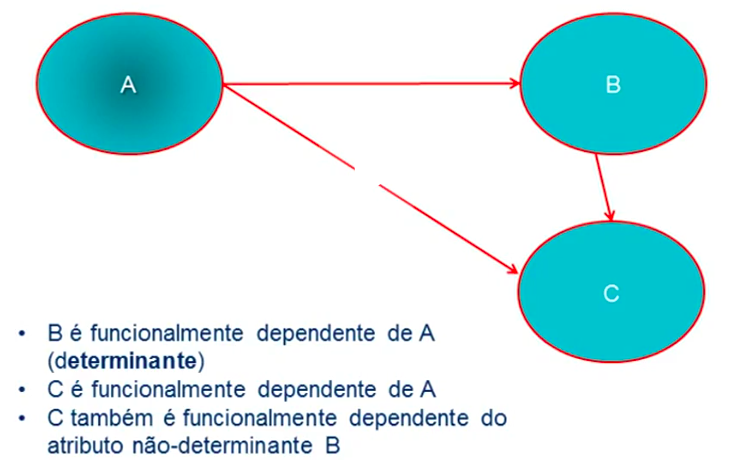 A
B
C
• B é funcionalmente dependente de A
(determinante)
• C é funcionalmente dependente de A
• C também é funcionalmente dependente do
atributo não-determinante B